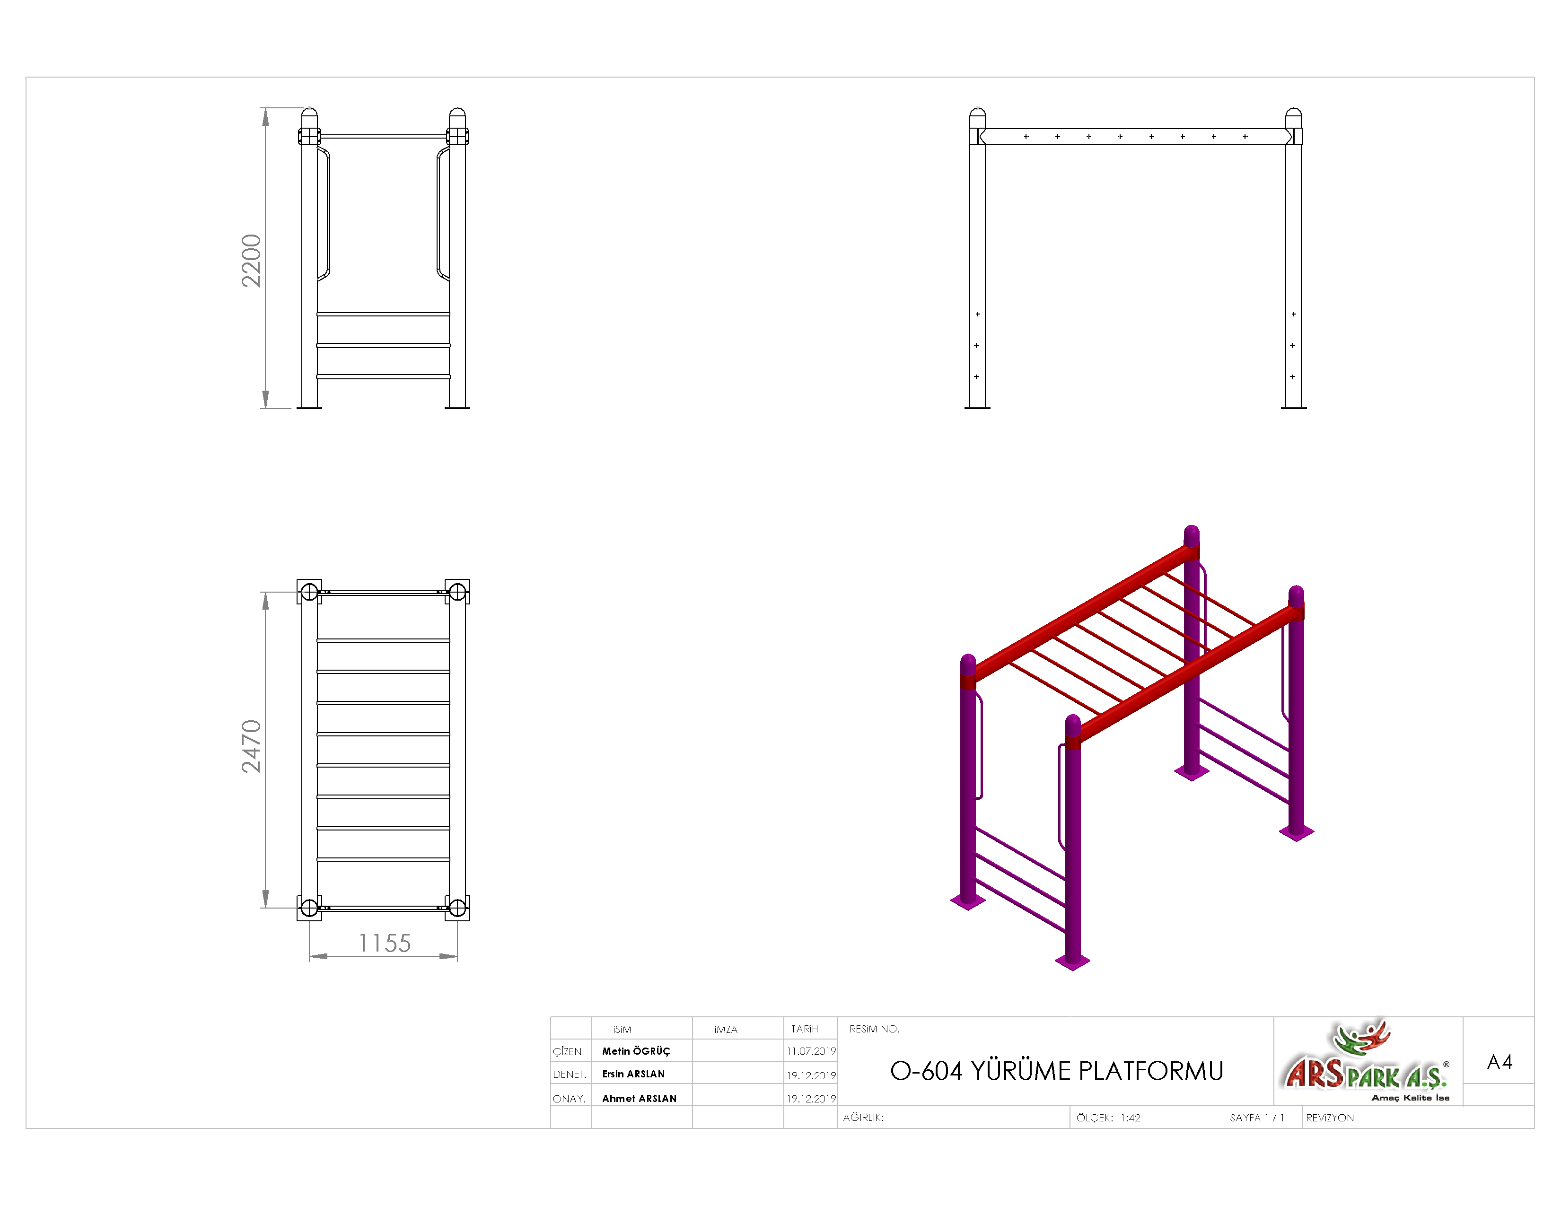 2200
2470
1155
İSİM
İMZA
TARİH
RESİM NO.
ÇİZEN
Metin ÖGRÜÇ
11.07.2019
DENET.
Ersin ARSLAN
19.12.2019
ONAY.
Ahmet ARSLAN
19.12.2019
O-604 YÜRÜME PLATFORMU
ARSPARK A.Ş.®
Amaç Kalite İse
A4
AĞIRLIK:
ÖLÇEK: 1:42
SAYFA 1 / 1
REVİZYON